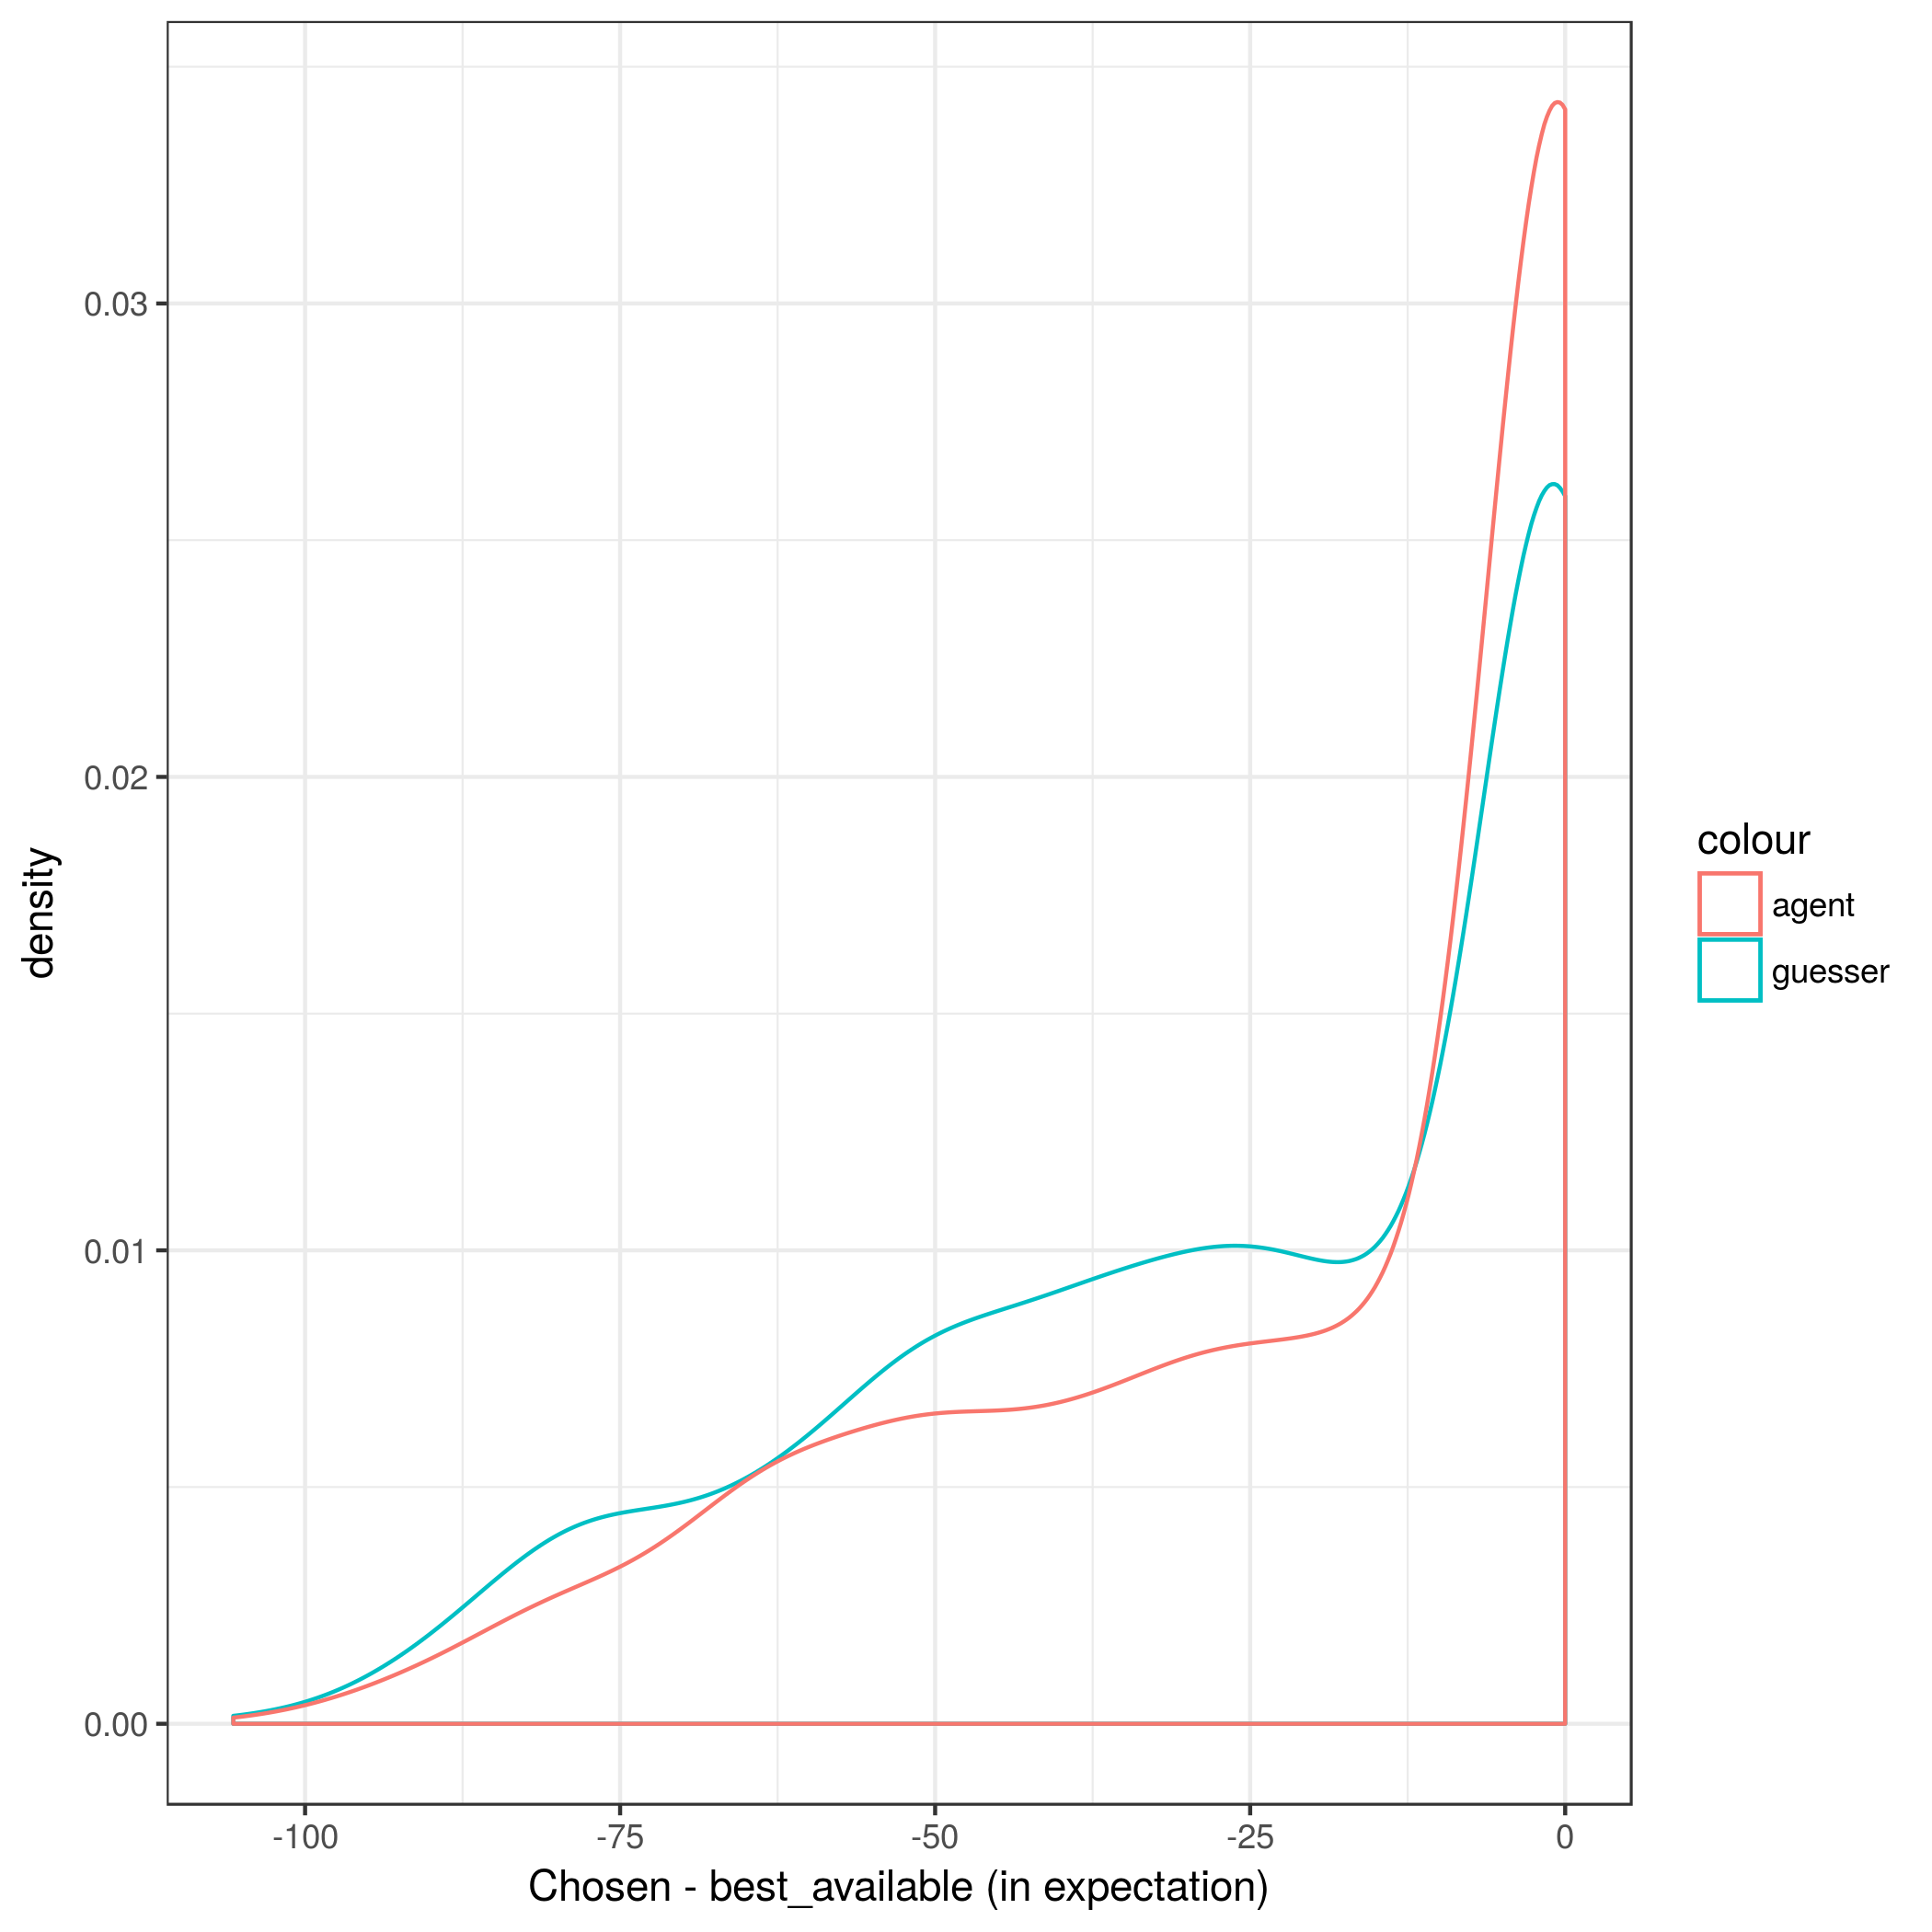 density
0.03
0.02
0.01
0.00
-100
-75
-50
-25
0
Chosen - best_available (in expectation)
colour
agent
guesser